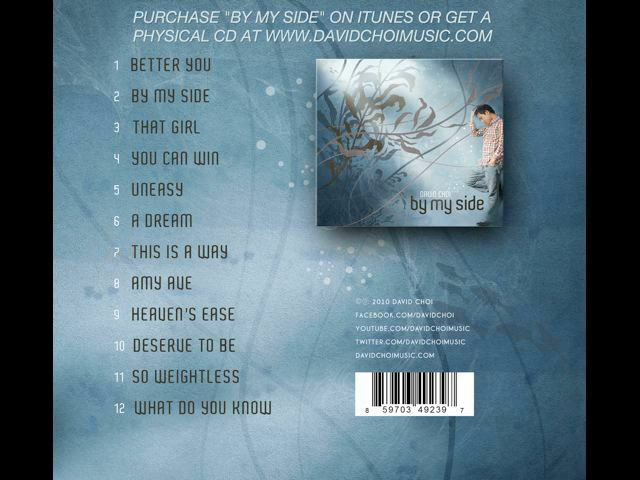 PURCHASE "BY MY SIDE" ON ITUNES OR GET A
PHYSICAL CD AT WWW.DAVIDCHOIMUSIC.COM
1 BETTER YOU
2 BY MY SIDE
3 THAT GIRL
4 YOU CAN WIN
5 UNEASY
6 A DREAM
7 THIS IS A WAY
8 AMY AVE
9 HEAVEN'S EASE
10 DESERVE TO BE
11 SO WEIGHTLESS
12 WHAT DO YOU KNOW
DAVID CHOI
by my side
©℗ 2010 DAVID CHOI
FACEBOOK.COM/DAVIDCHOI
YOUTUBE.COM/DAVIDCHOIMUSIC
TWITTER.COM/DAVIDCHOIMUSIC
DAVIDCHOIMUSIC.COM
8 59703 49239 7